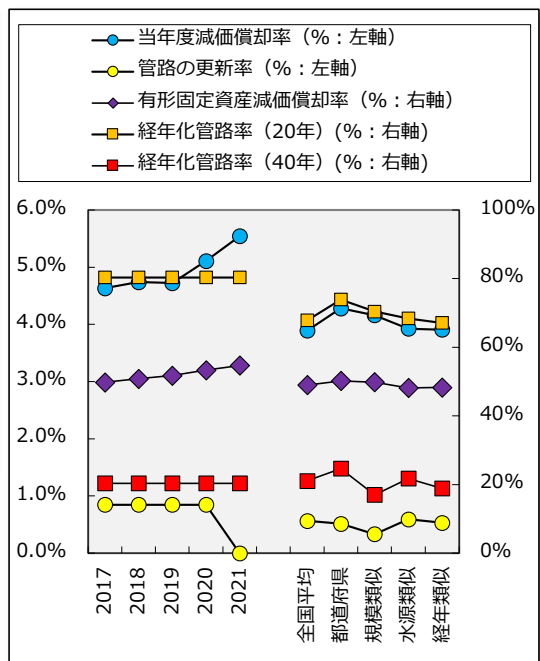 当年度減価償却率（%：左軸）
管路の更新率（%：左軸）
有形固定資産減価償却率（%：右軸）
経年化管路率（20年）(%：右軸)
経年化管路率（40年）(%：右軸)
6.0%
5.0%
4.0%
3.0%
2.0%
1.0%
0.0%
100%
80%
60%
40%
20%
0%
2017
2018
2019
2020
2021
全国平均
都道府県
規模類似
水源類似
経年類似